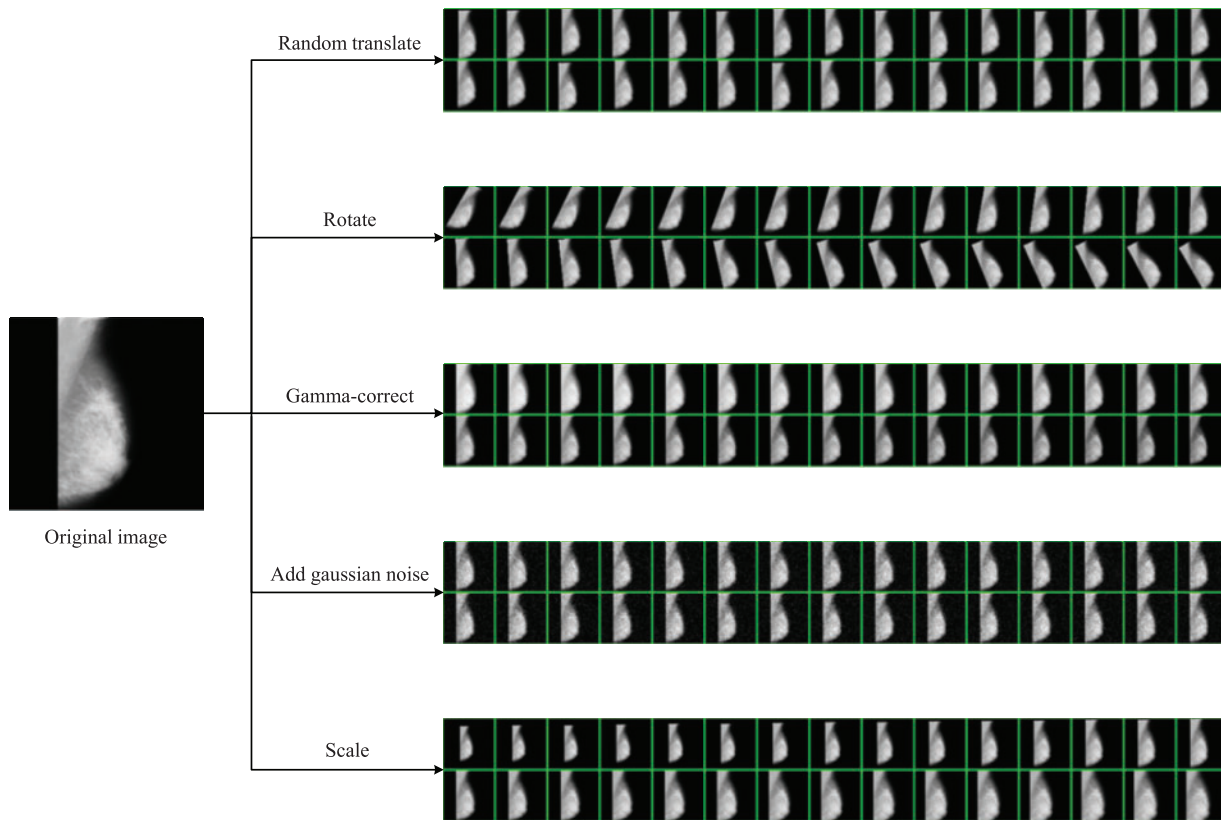 Random translate
Rotate
Gamma-correct
Original image
Add gaussian noise
Scale